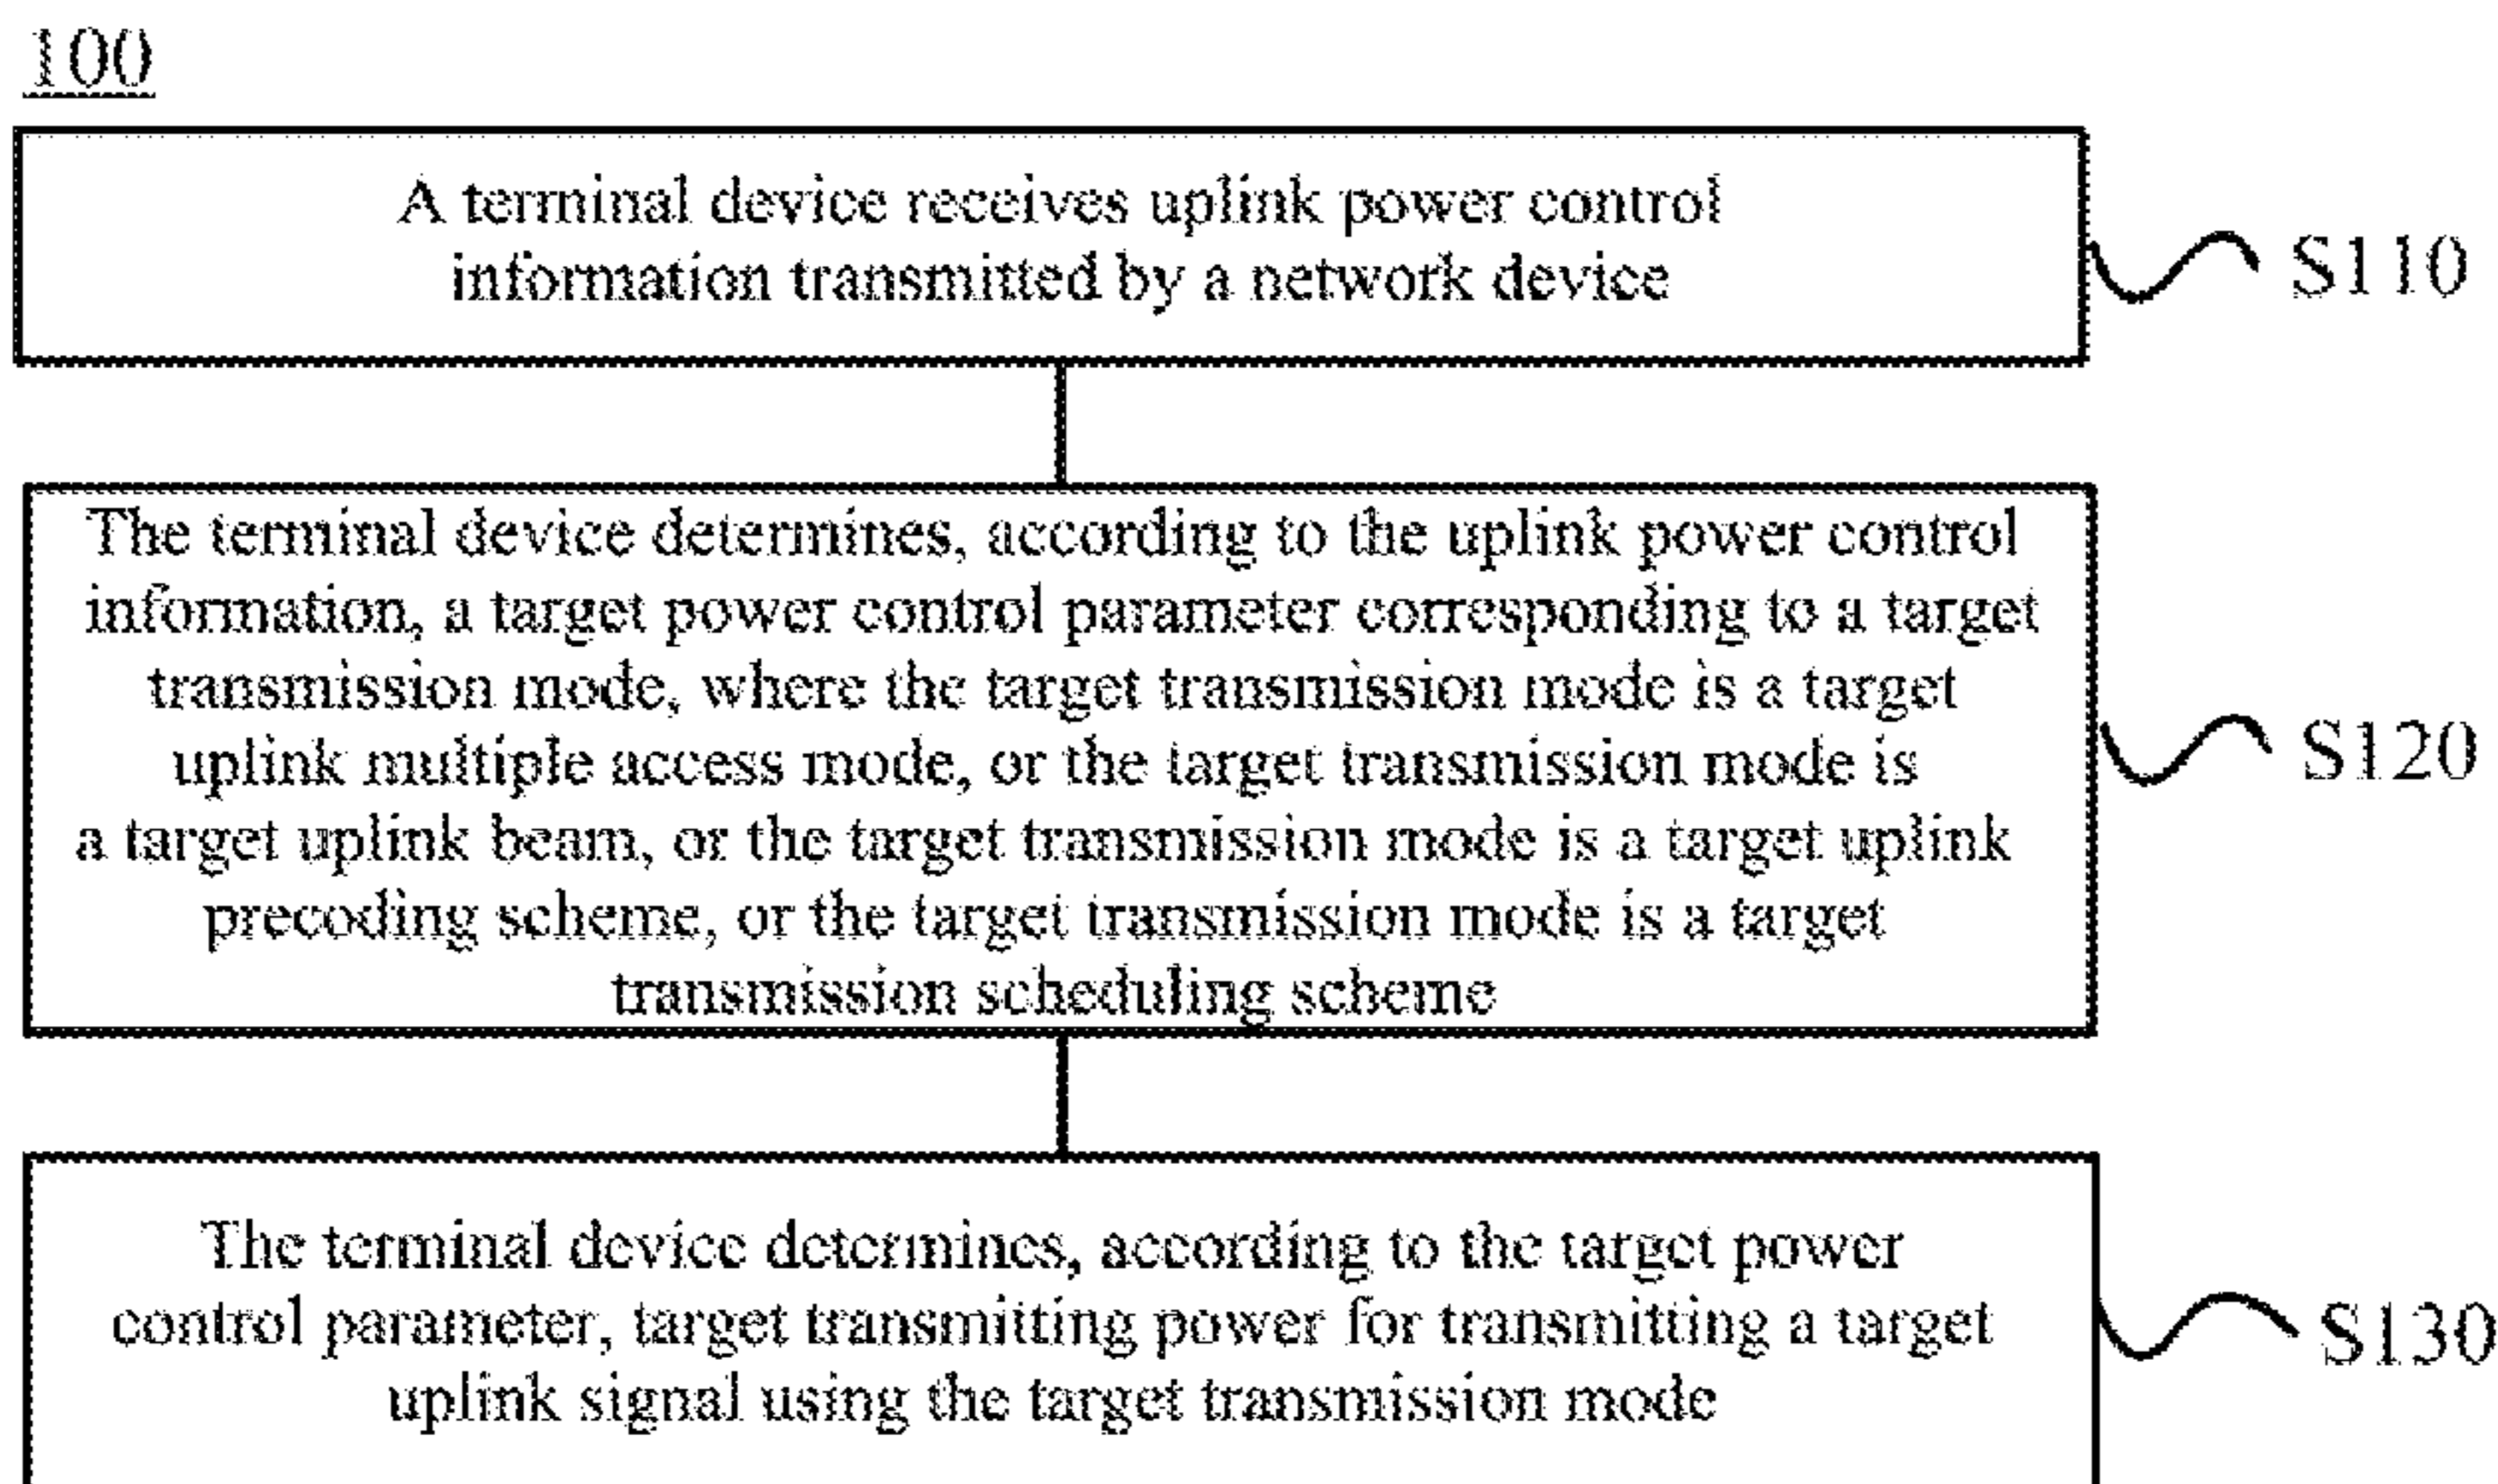 100
A terminal device receives uplink power control
information transmitted by a network device
S110
The terminal device determines, according to the uplink power control
information, a target power control parameter corresponding to a target
transmission mode, where the target transmission mode is a target
uplink multiple access mode, or the target transmission mode is
a target uplink beam, or the target transmission mode is a target uplink
precoding scheme, or the target transmission mode is a target
transmission scheduling scheme
S120
The terminal device determines, according to the target power
control parameter, target transmitting power for transmitting a target
uplink signal using the target transmission mode
S130